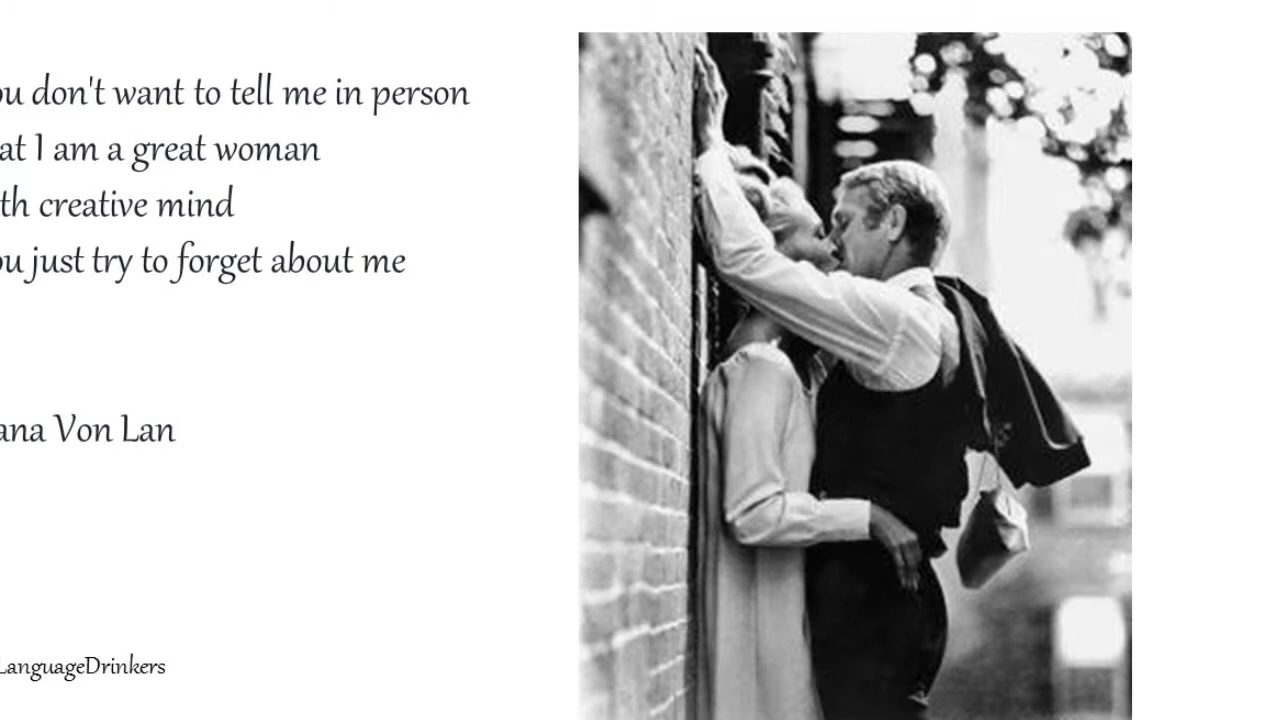 ou don't want to tell me in person
at I am a great woman
th creative mind
ou just try to forget about me
ana Von Lan
LanguageDrinkers